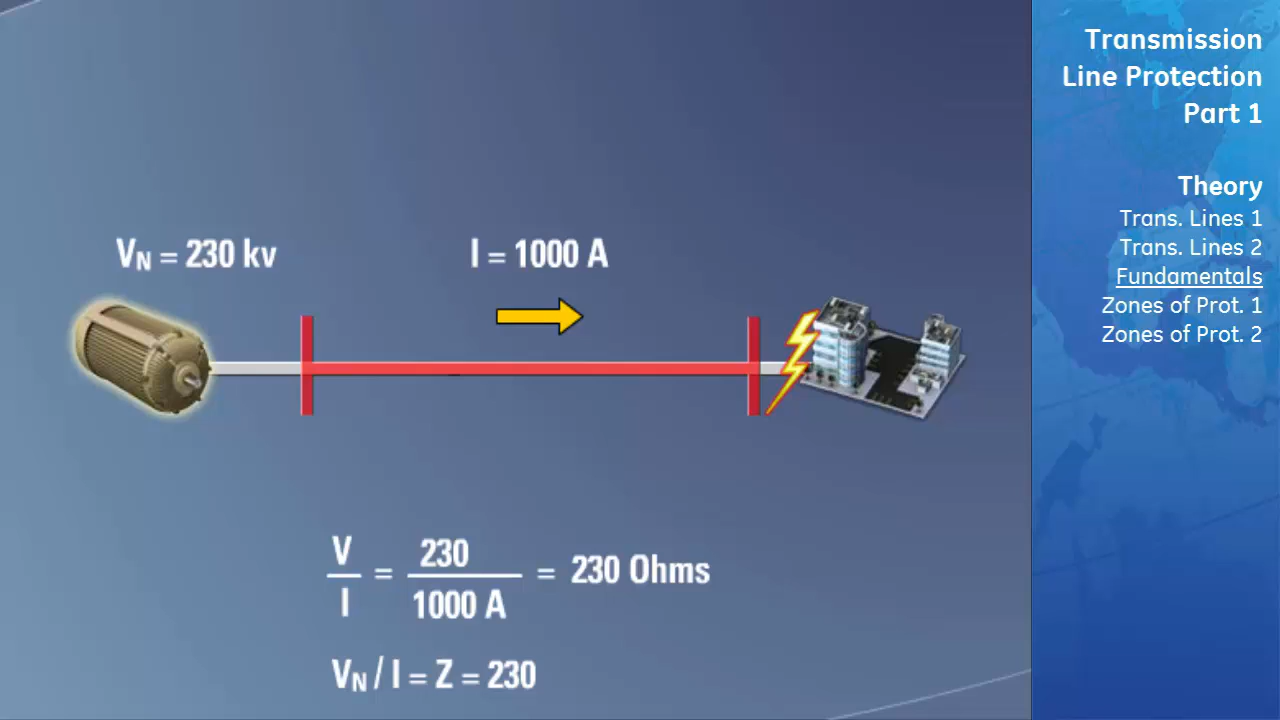 Transmission
Line Protection
Part 1
Theory
Trans. Lines 1
Trans. Lines 2
Fundamentals
Zones of Prot. 1
Zones of Prot. 2
VN = 230 kv
I = 1000 A
V / I = 230 / 1000 A = 230 Ohms
VN / I = Z = 230